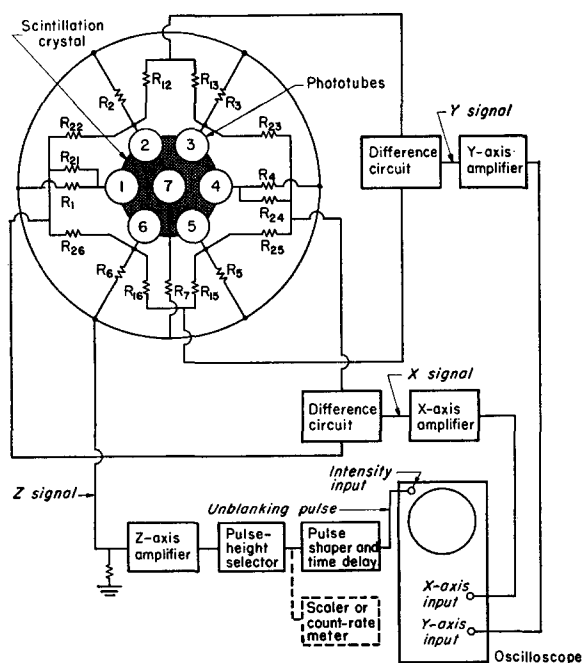 Scintillation
crystal
R12
R13
R2
R3
Phototubes
R22
R23
2
3
R21
R4
1
7
4
R1
R24
R26
6
5
R25
R6
R16
R7
R15
R5
Y signal
Difference
circuit
Y-axis
amplifier
X signal
Difference
circuit
X-axis
amplifier
Z signal
Intensity
input
Unblanking pulse
Z-axis
amplifier
Pulse-
height
selector
Pulse
shaper and
time delay
Scaler or
count-rate
meter
X-axis
input
Y-axis
input
Oscilloscope